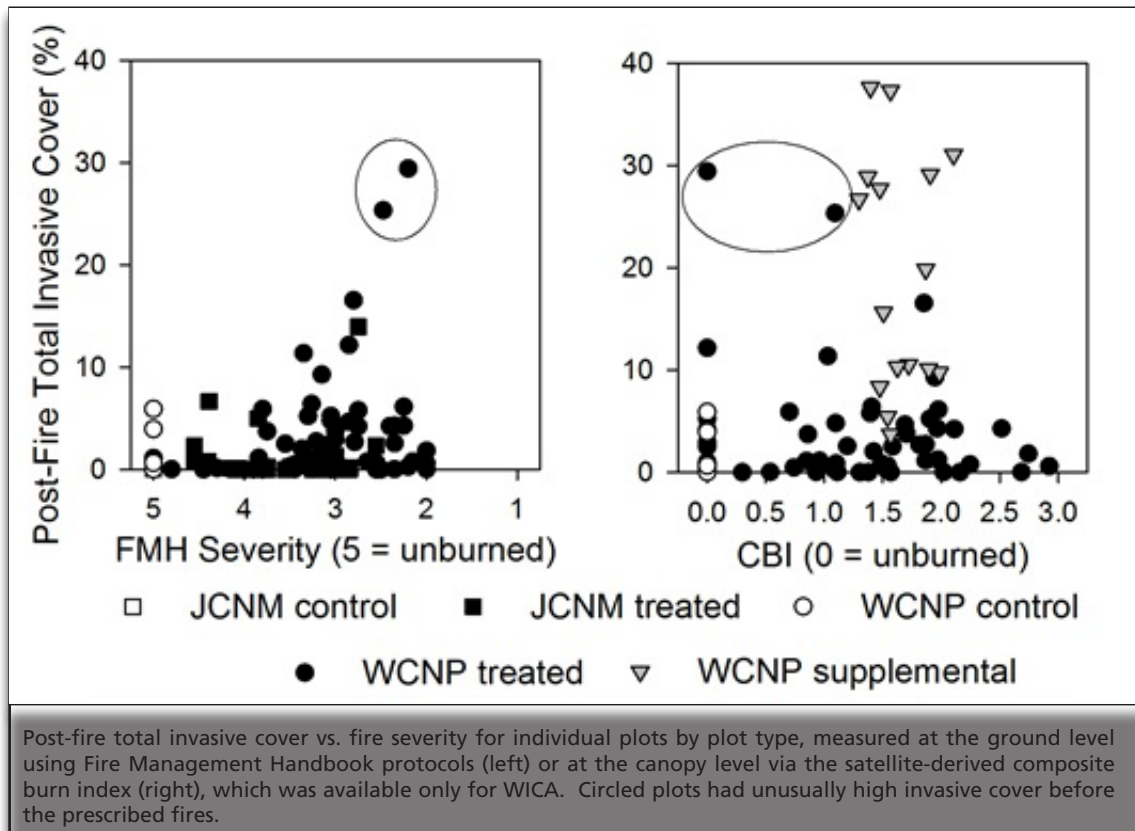 Post-Fire Total Invasive Cover (%)
40
30
20
10
0
5 4 3 2 1
FMH Severity (5 = unburned)
40
30
20
10
0
0.0 0.5 1.0 1.5 2.0 2.5 3.0
CBI (0 = unburned)
JCNM control JCNM treated WCNP control
WCNP treated WCNP supplemental
Post-fire total invasive cover vs. fire severity for individual plots by plot type, measured at the ground level
using Fire Management Handbook protocols (left) or at the canopy level via the satellite-derived composite
burn index (right), which was available only for WICA. Circled plots had unusually high invasive cover before
the prescribed fires.